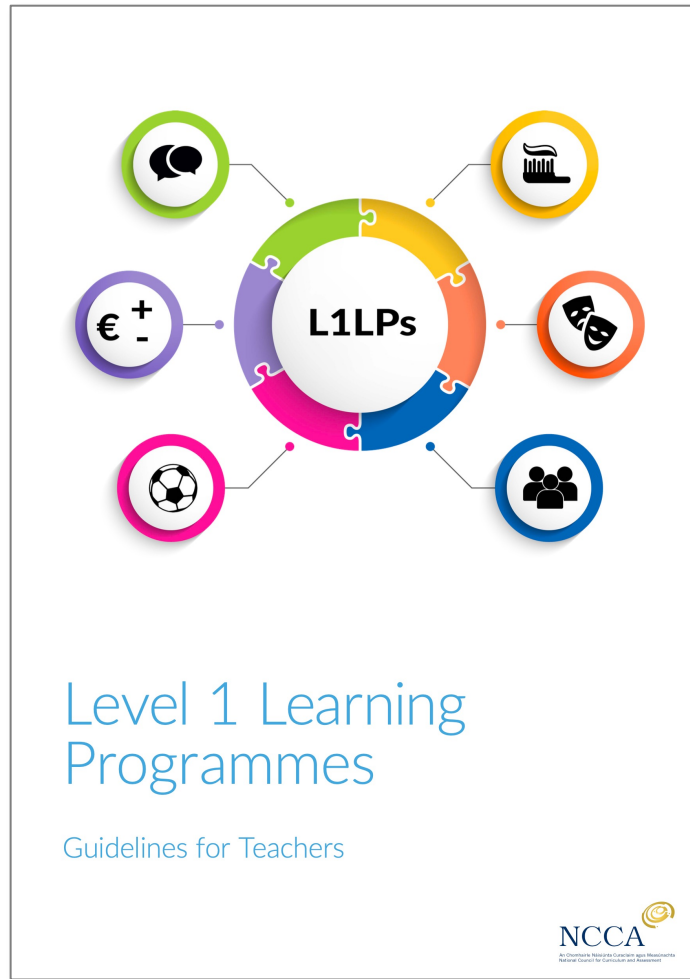 € + -
L1LPs
Level 1 Learning
Programmes
Guidelines for Teachers
NCCA
An Chomhairle Náisiúnta Curaclaim agus Measúnachta
National Council for Curriculum and Assessment